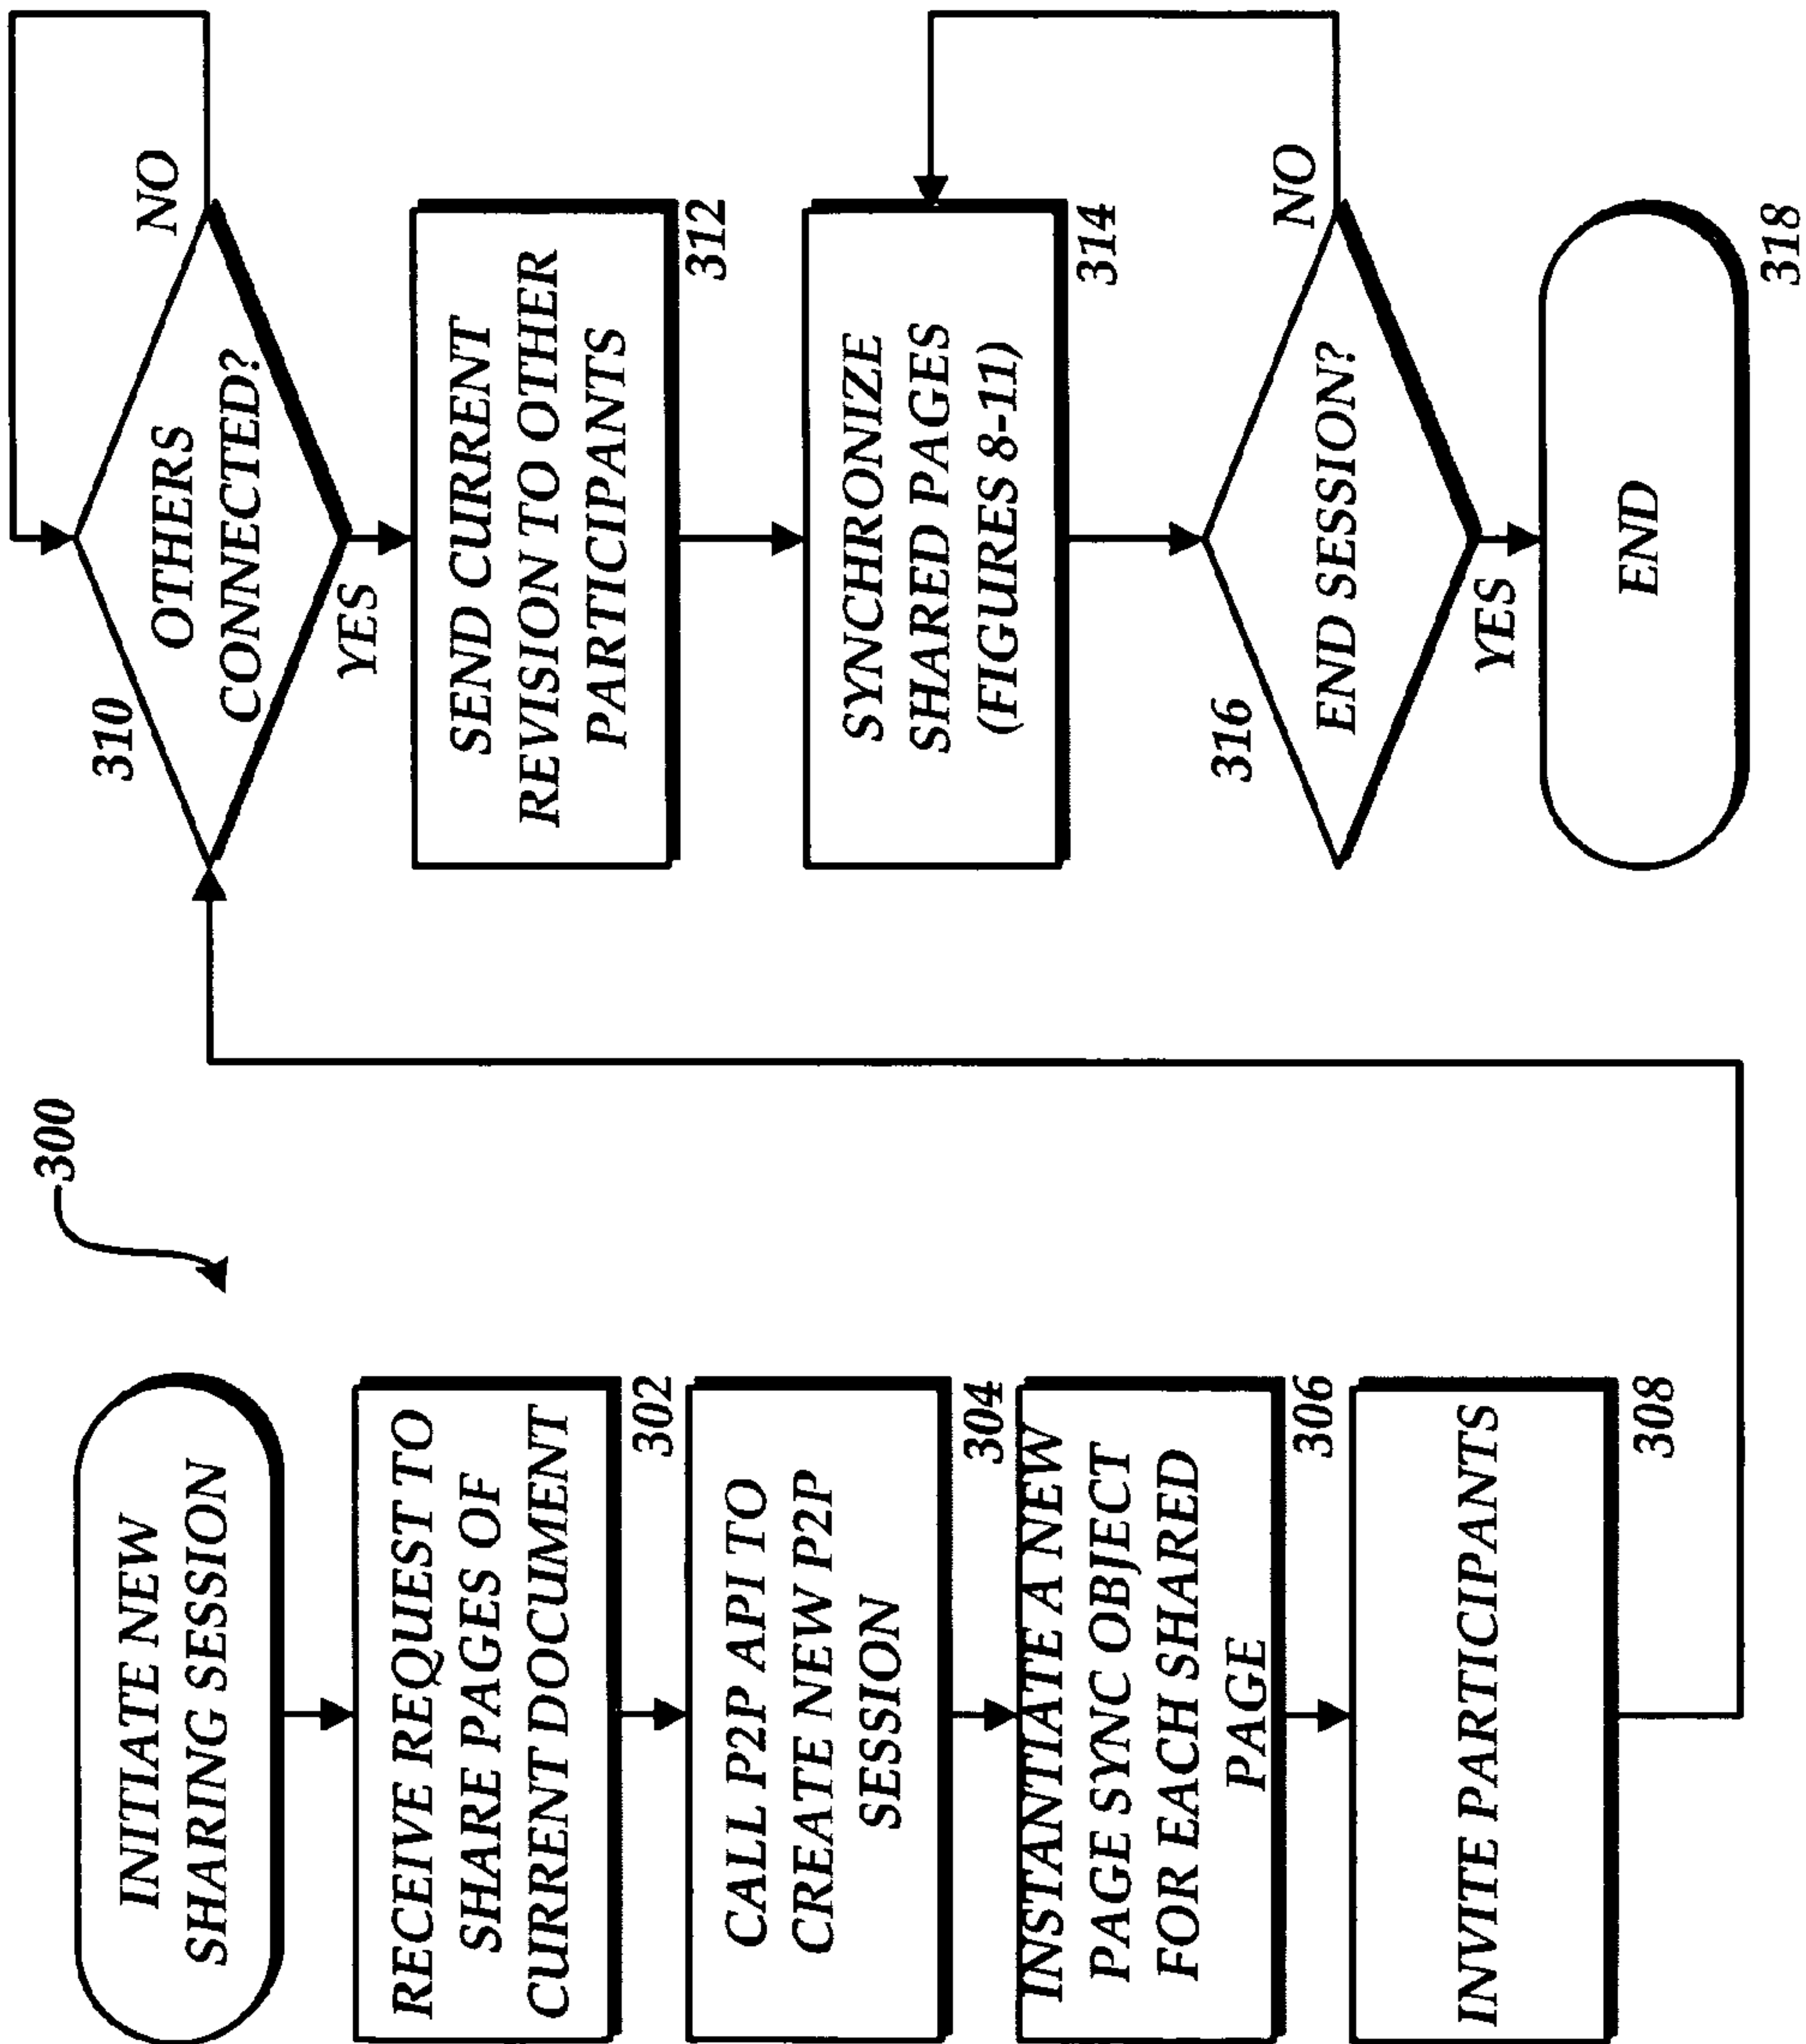 300
INITIATE NEW
SHARING SESSION
RECEIVE REQUEST TO
SHARE PAGES OF
CURRENT DOCUMENT
302
CALL P2P API TO
CREATE NEW P2P
SESSION
304
INSTANTIATE A NEW
PAGE SYNC OBJECT
FOR EACH SHARED
PAGE
306
INVITE PARTICIPANTS
308
310
OTHERS
CONNECTED?
NO
YES
SEND CURRENT
REVISION TO OTHER
PARTICIPANTS
312
SYNCHRONIZE
SHARED PAGES
(FIGURES 8-11)
314
316
END SESSION?
NO
YES
END
318